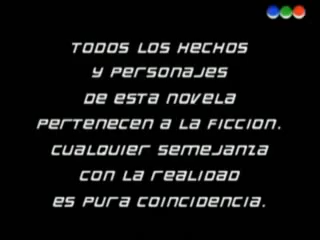 TODOS LOS HECHOS
Y PERSONAJES
DE ESTA NOVELA
PERTENECEN A LA FICCION.
CUALQUIER SEMEJANZA
CON LA REALIDAD
ES PURA COINCIDENCIA.